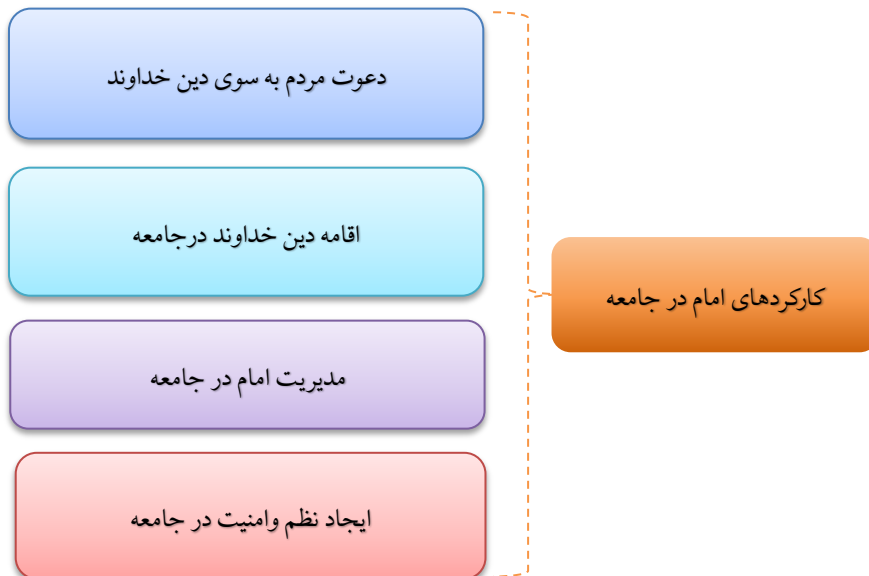 کارکردهای امام در جامعه
دعوت مردم به سوی دین خداوند
اقامه دین خداوند درجامعه
مدیریت امام در جامعه
ایجاد نظم وامنیت در جامعه